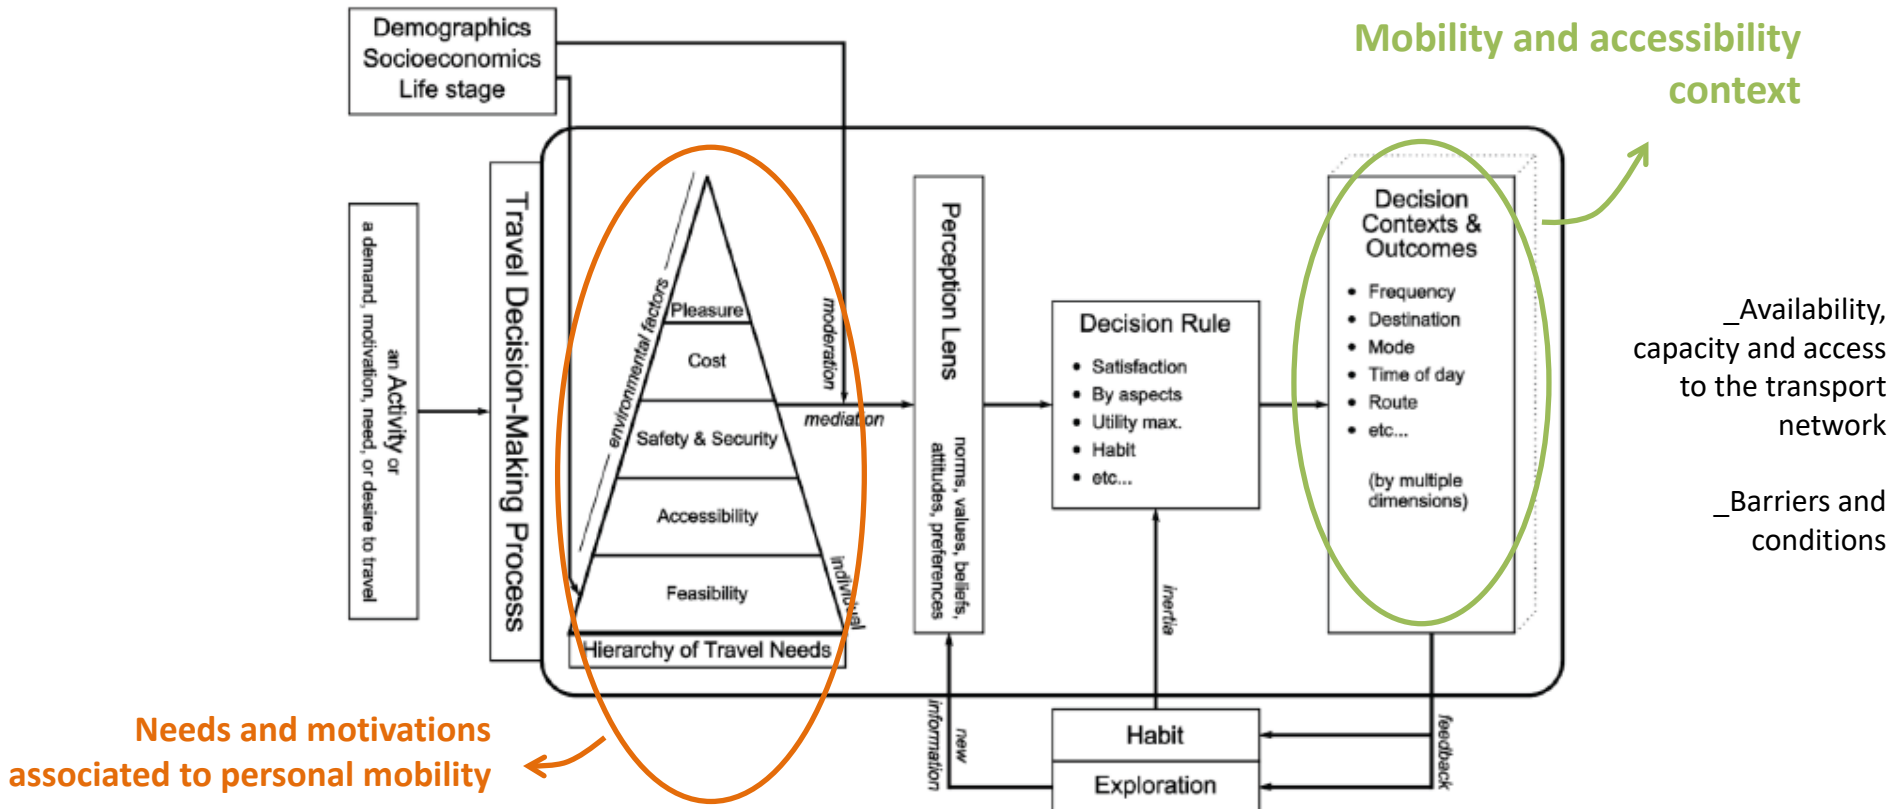 Demographics
Socioeconomics
Life stage
Mobility and accessibility
context
an Activity or
a demand, motivation, need, or desire to travel
Travel Decision-Making Process
environmental factors
Pleasure
Cost
Safety & Security
Accessibility
Feasibility
individual
Hierarchy of Travel Needs
moderation
mediation
Perception Lens
norms, values, beliefs,
attitudes, preferences
Decision Rule
• Satisfaction
• By aspects
• Utility max.
• Habit
• etc...
Decision
Contexts &
Outcomes
• Frequency
• Destination
• Mode
• Time of day
• Route
• etc...
(by multiple
dimensions)
_Availability,
capacity and access
to the transport
network
_Barriers and
conditions
inertia
new
information
Habit
Exploration
feedback
Needs and motivations
associated to personal mobility